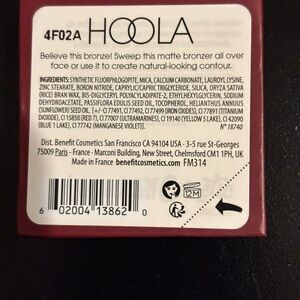 4F02A HOOLA
Believe this bronze! Sweep this matte bronzer all over
face or use it to create natural-looking contour.
INGREDIENTS: SYNTHETIC FLUORPHLOGOPITE, MICA, CALCIUM CARBONATE, LAUROYL LYSINE,
ZINC STEARATE, BORON NITRIDE, CAPRYLIC/CAPRIC TRIGLYCERIDE, SILICA, ORYZA SATIVA
(RICE) BRAN WAX, BIS-DIGLYCERYL POLYACYLADIPATE-2, ETHYLHEXYLGLYCERIN, SODIUM
DEHYDROACETATE, PASSIFLORA EDULIS SEED OIL, TOCOPHEROL, HELIANTHUS ANNUUS
(SUNFLOWER) SEED OIL. [+/-: CI 77491, CI 77492, CI 77499 (IRON OXIDES), CI 77891 (TITANIUM DIOXIDE),
CI 15850 (RED 7), CI 77007 (ULTRAMARINES), CI 19140 (YELLOW 5 LAKE), CI 42090
(BLUE 1 LAKE), CI 77742 (MANGANESE VIOLET)].
N° 18740
Dist. Benefit Cosmetics San Francisco CA 94104 USA - 3-5 rue St-Georges
75009 Paris - France - Marconi Building, New Street, Chelmsford CM1 1PH, UK
Made in France benefitcosmetics.com FM314
12M
6 02004 13862 0